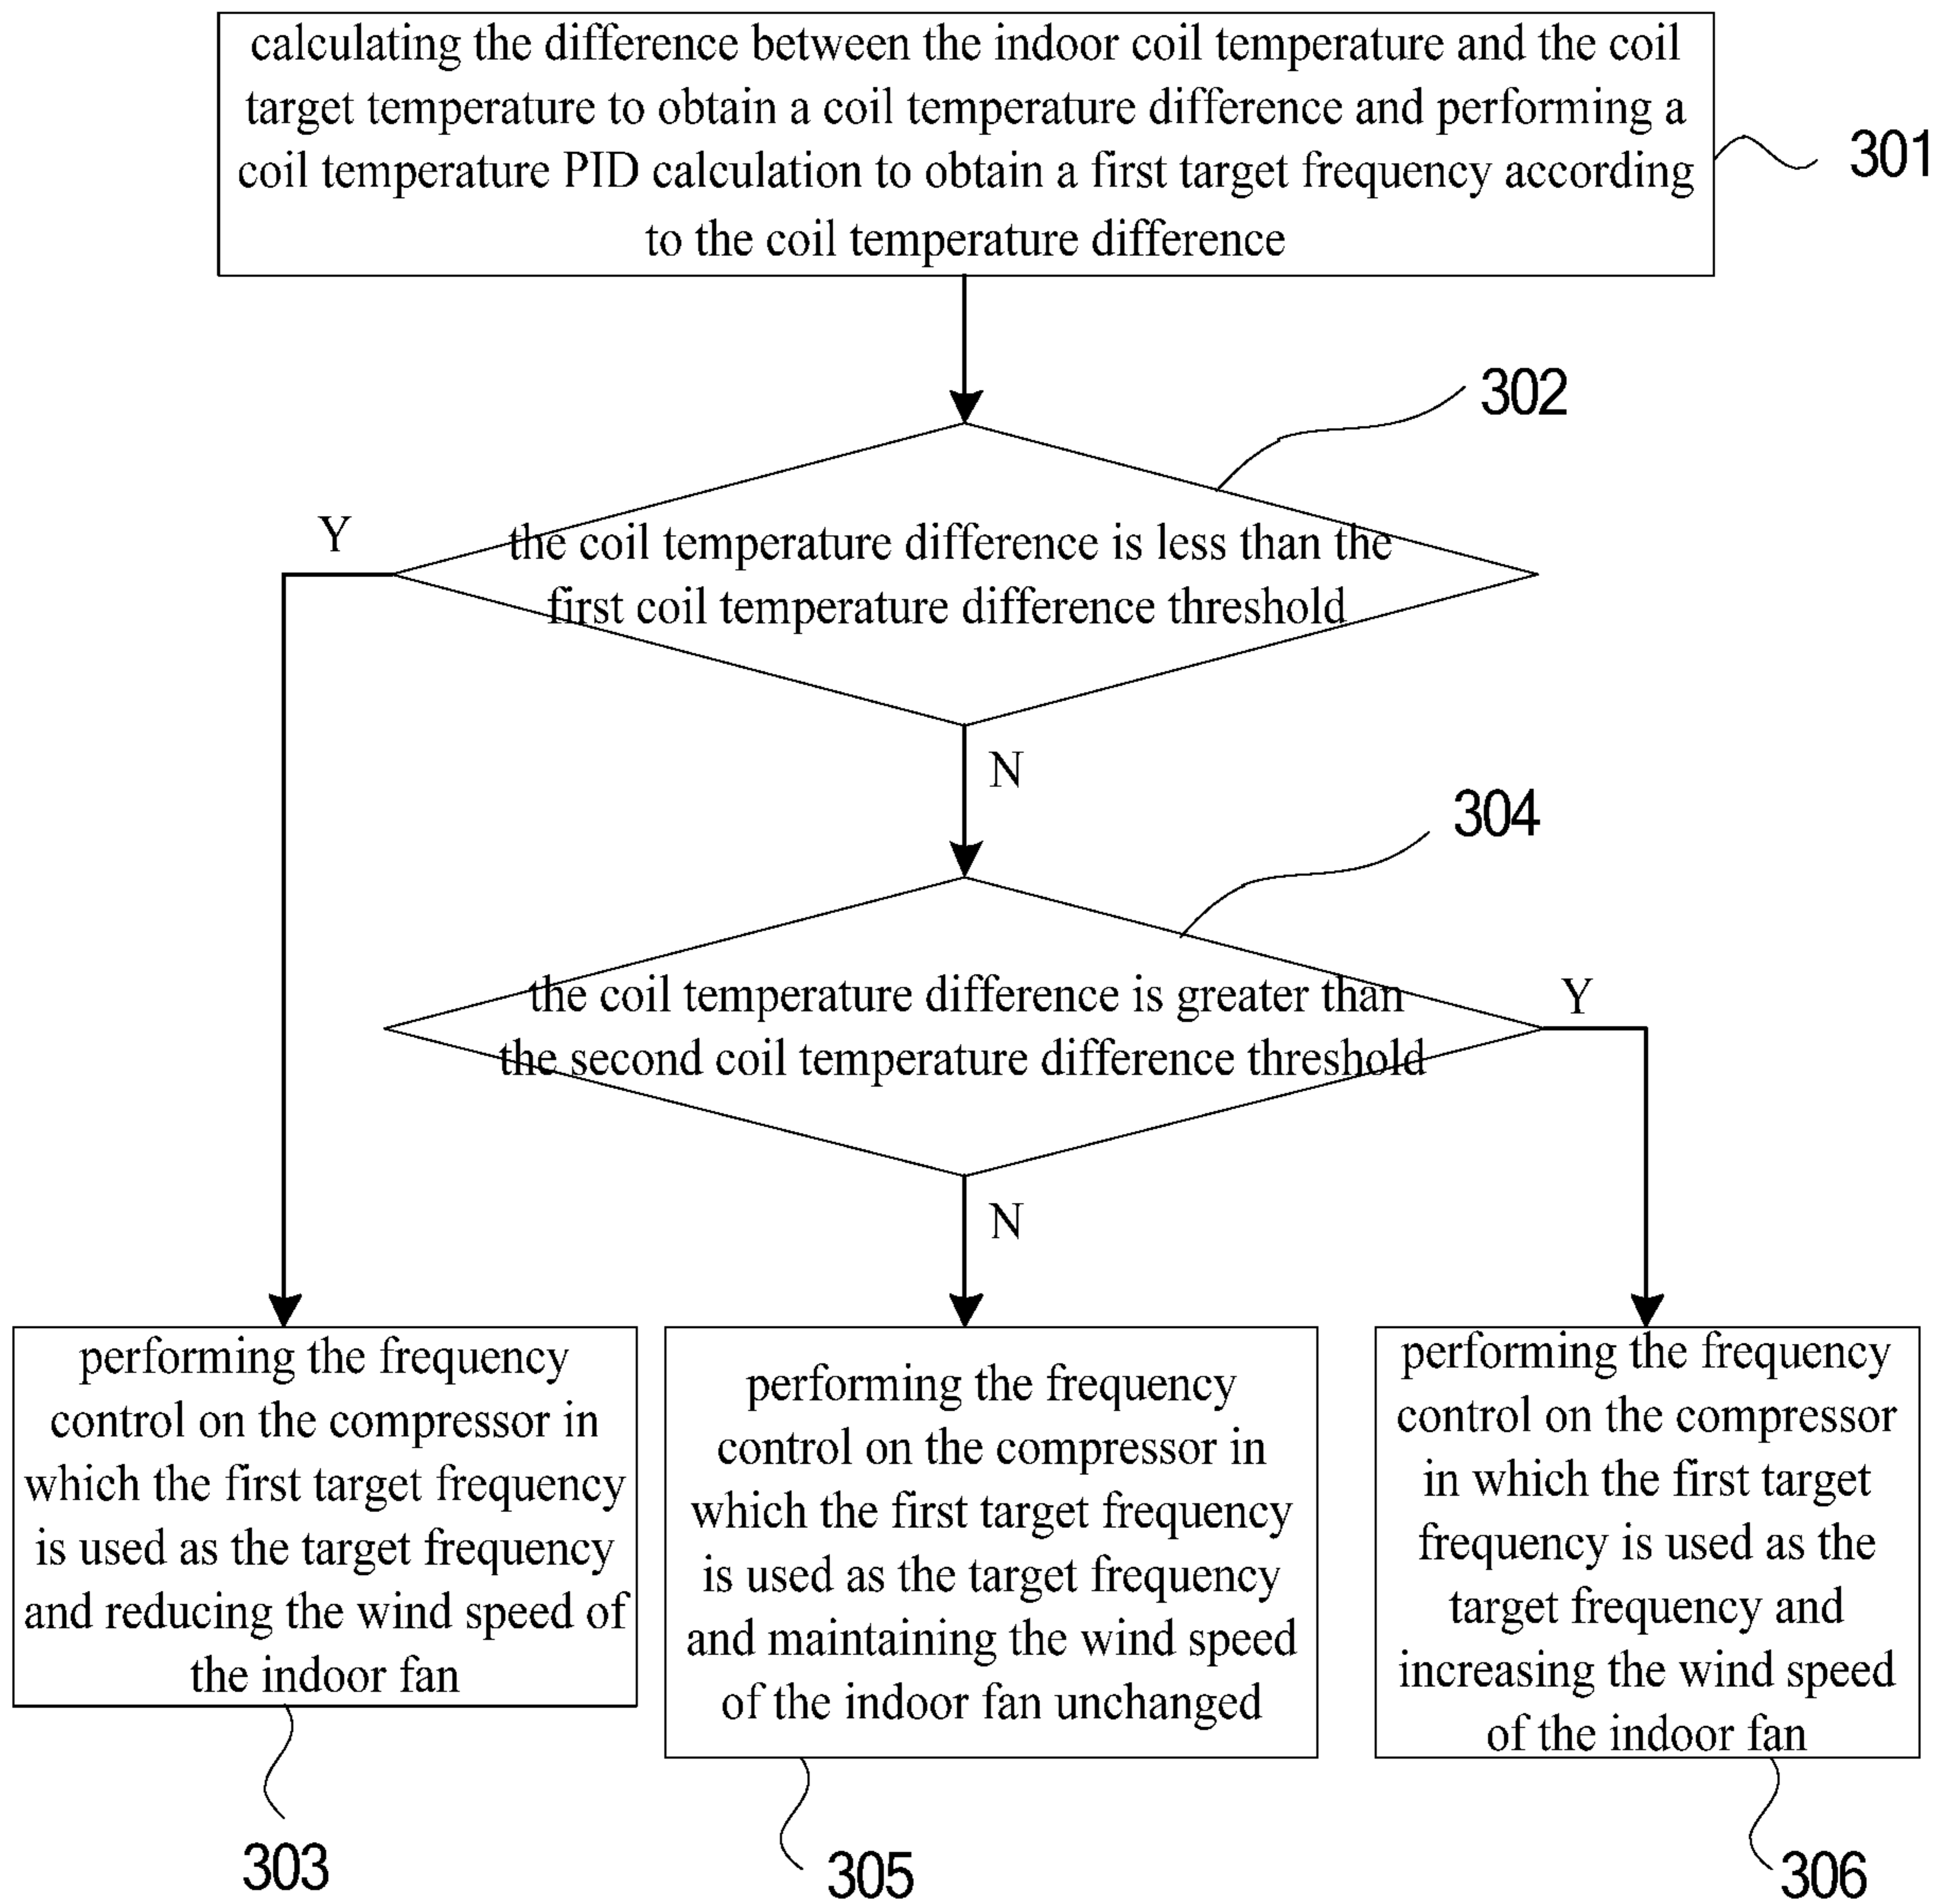 calculating the difference between the indoor coil temperature and the coil
target temperature to obtain a coil temperature difference and performing a
coil temperature PID calculation to obtain a first target frequency according
to the coil temperature difference
301
302
Y
the coil temperature difference is less than the
first coil temperature difference threshold
N
304
the coil temperature difference is greater than
the second coil temperature difference threshold
Y
N
performing the frequency
control on the compressor in
which the first target frequency
is used as the target frequency
and reducing the wind speed of
the indoor fan
performing the frequency
control on the compressor in
which the first target frequency
is used as the target frequency
and maintaining the wind speed
of the indoor fan unchanged
performing the frequency
control on the compressor
in which the first target
frequency is used as the
target frequency and
increasing the wind speed
of the indoor fan
303
305
306